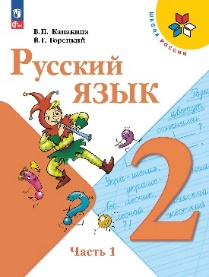 В. П. Канакина
В. Г. Горецкий
ШКОЛА РОССИИ
Русский
язык
2
Часть 1